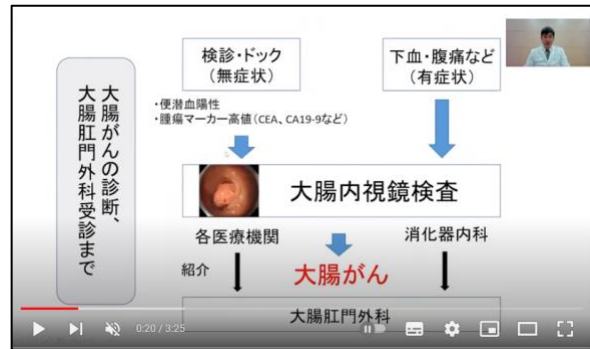 大腸がんの診断、
大腸肛門外科受診まで
検診・ドック
（無症状）
下血・腹痛など
（有症状）
・便潜血陽性
・腫瘍マーカー高値（CEA、CA19-9など）
大腸内視鏡検査
各医療機関
消化器内科
紹介
大腸がん
大腸肛門外科
0:20 / 3:25